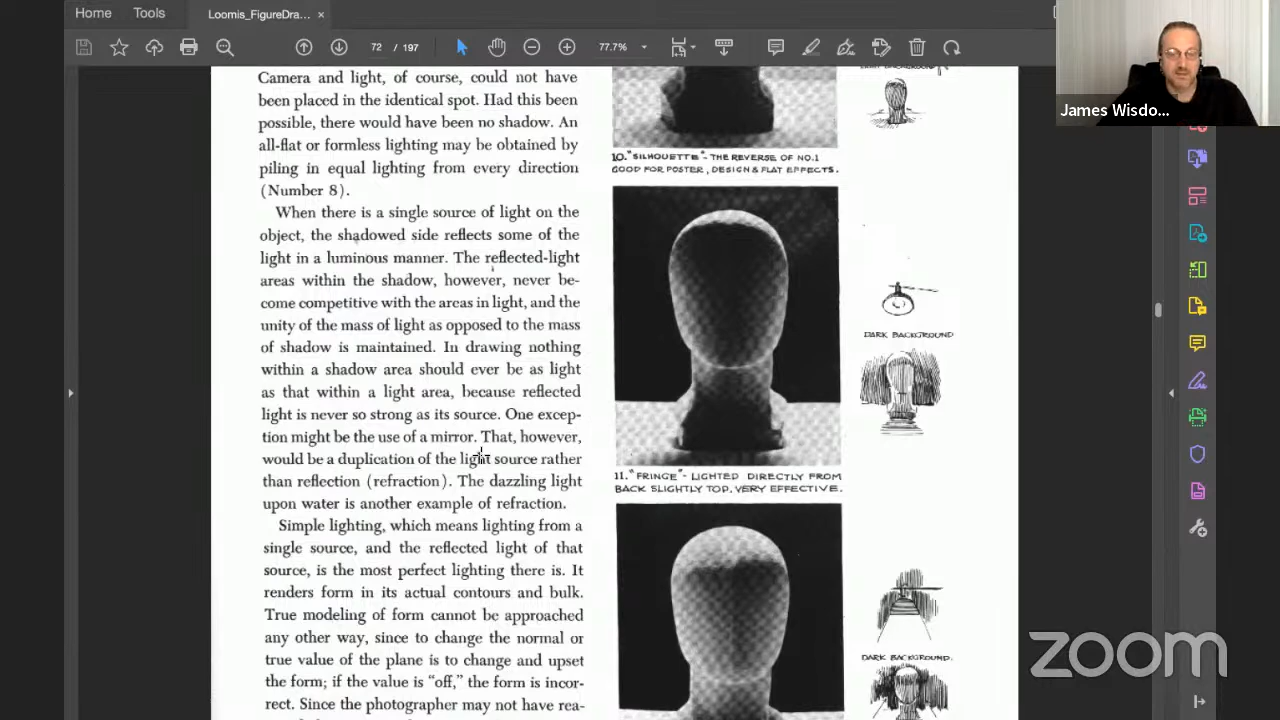 Home
Tools
Loomis_FigureDra...
72 / 197
77.7%
James Wisdo...
Camera and light, of course, could not have
been placed in the identical spot. Had this been
possible, there would have been no shadow. An
all-flat or formless lighting may be obtained by
piling in equal lighting from every direction
(Number 8).
When there is a single source of light on the
object, the shadowed side reflects some of the
light in a luminous manner. The reflected-light
areas within the shadow, however, never be-
come competitive with the areas in light, and the
unity of the mass of light as opposed to the mass
of shadow is maintained. In drawing nothing
within a shadow area should ever be as light
as that within a light area, because reflected
light is never so strong as its source. One excep-
tion might be the use of a mirror. That, however,
would be a duplication of the light source rather
than reflection (refraction). The dazzling light
upon water is another example of refraction.
Simple lighting, which means lighting from a
single source, and the reflected light of that
source, is the most perfect lighting there is. It
renders form in its actual contours and bulk.
True modeling of form cannot be approached
any other way, since to change the normal or
true value of the plane is to change and upset
the form; if the value is “off,” the form is incor-
rect. Since the photographer may not have rea-
10. "SILHOUETTE" - THE REVERSE OF NO.1
GOOD FOR POSTER, DESIGN & FLAT EFFECTS.
DARK BACKGROUND
11. "FRINGE" - LIGHTED DIRECTLY FROM
BACK SLIGHTLY TOP, VERY EFFECTIVE.
DARK BACKGROUND.
zoom